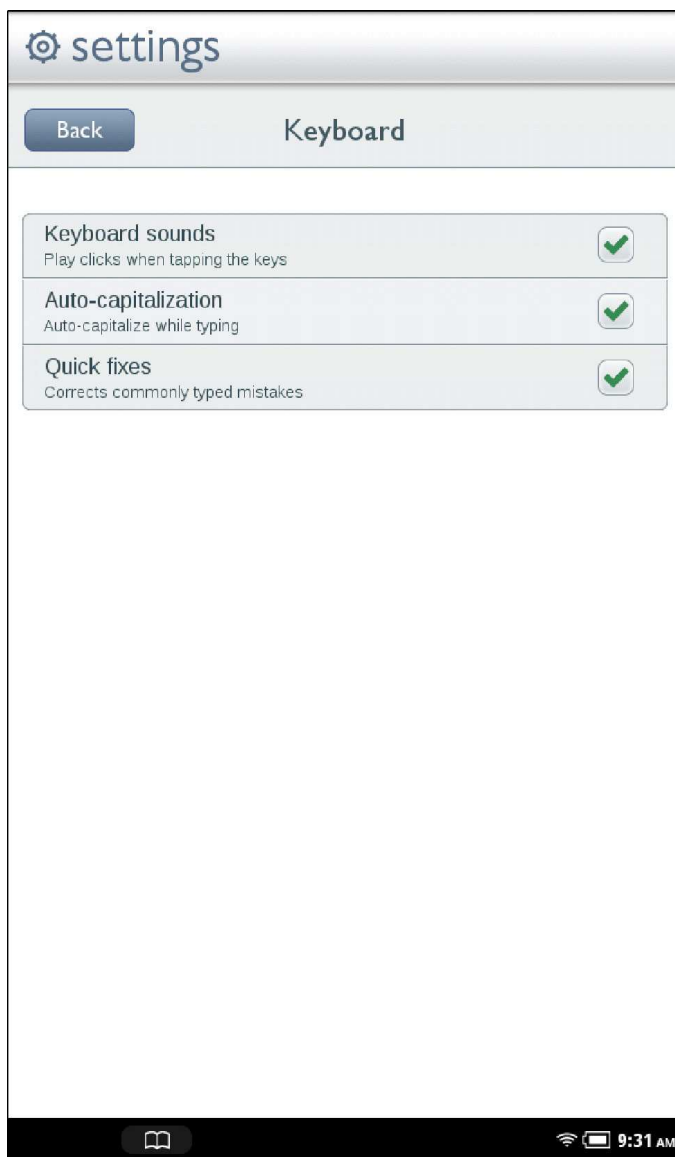 settings
Back
Keyboard
Keyboard sounds
Play clicks when tapping the keys
Auto-capitalization
Auto-capitalize while typing
Quick fixes
Corrects commonly typed mistakes
9:31 AM